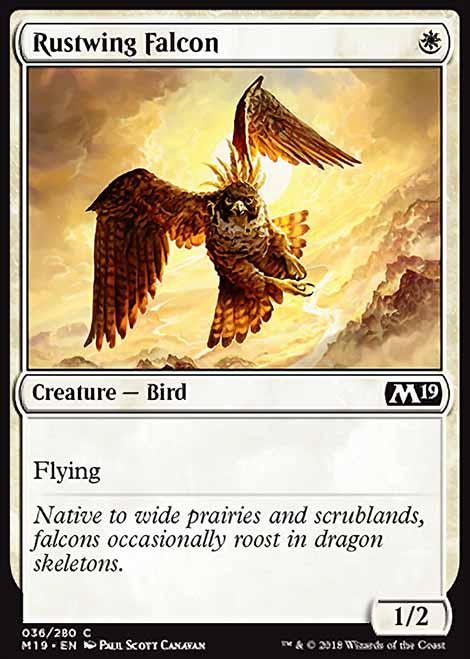 Rustwing Falcon
Creature — Bird
M19
Flying
Native to wide prairies and scrublands,
falcons occasionally roost in dragon
skeletons.
1/2
036/280 C
M19 • EN Paul Scott Canavan
™ & © 2018 Wizards of the Coast